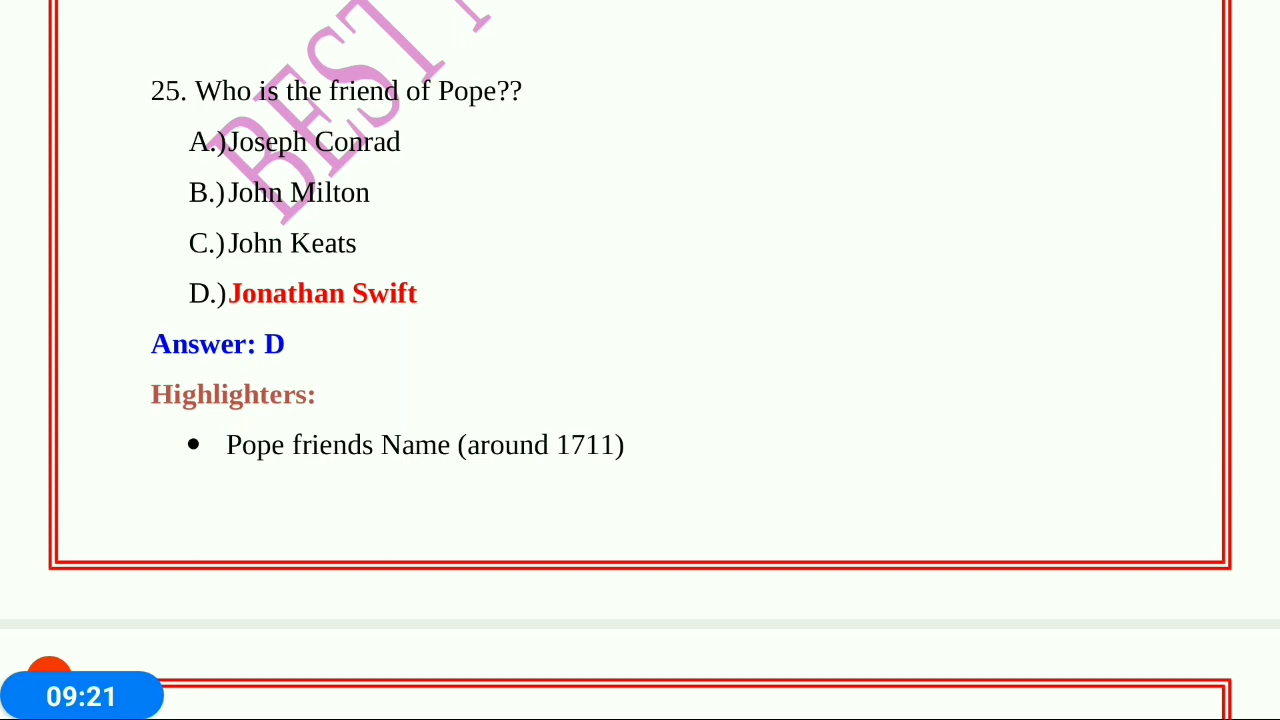 25. Who is the friend of Pope??
A.)Joseph Conrad
B.)John Milton
C.)John Keats
D.)Jonathan Swift
Answer: D
Highlighters:
● Pope friends Name (around 1711)
BEST
09:21